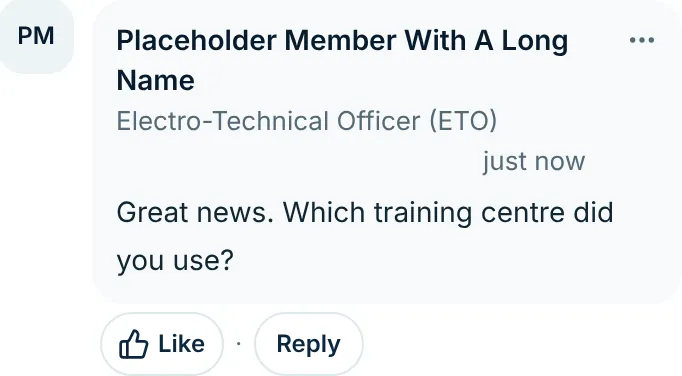 PM
Placeholder Member With A Long
Name
Electro-Technical Officer (ETO)
just now
Great news. Which training centre did
you use?
Like · Reply